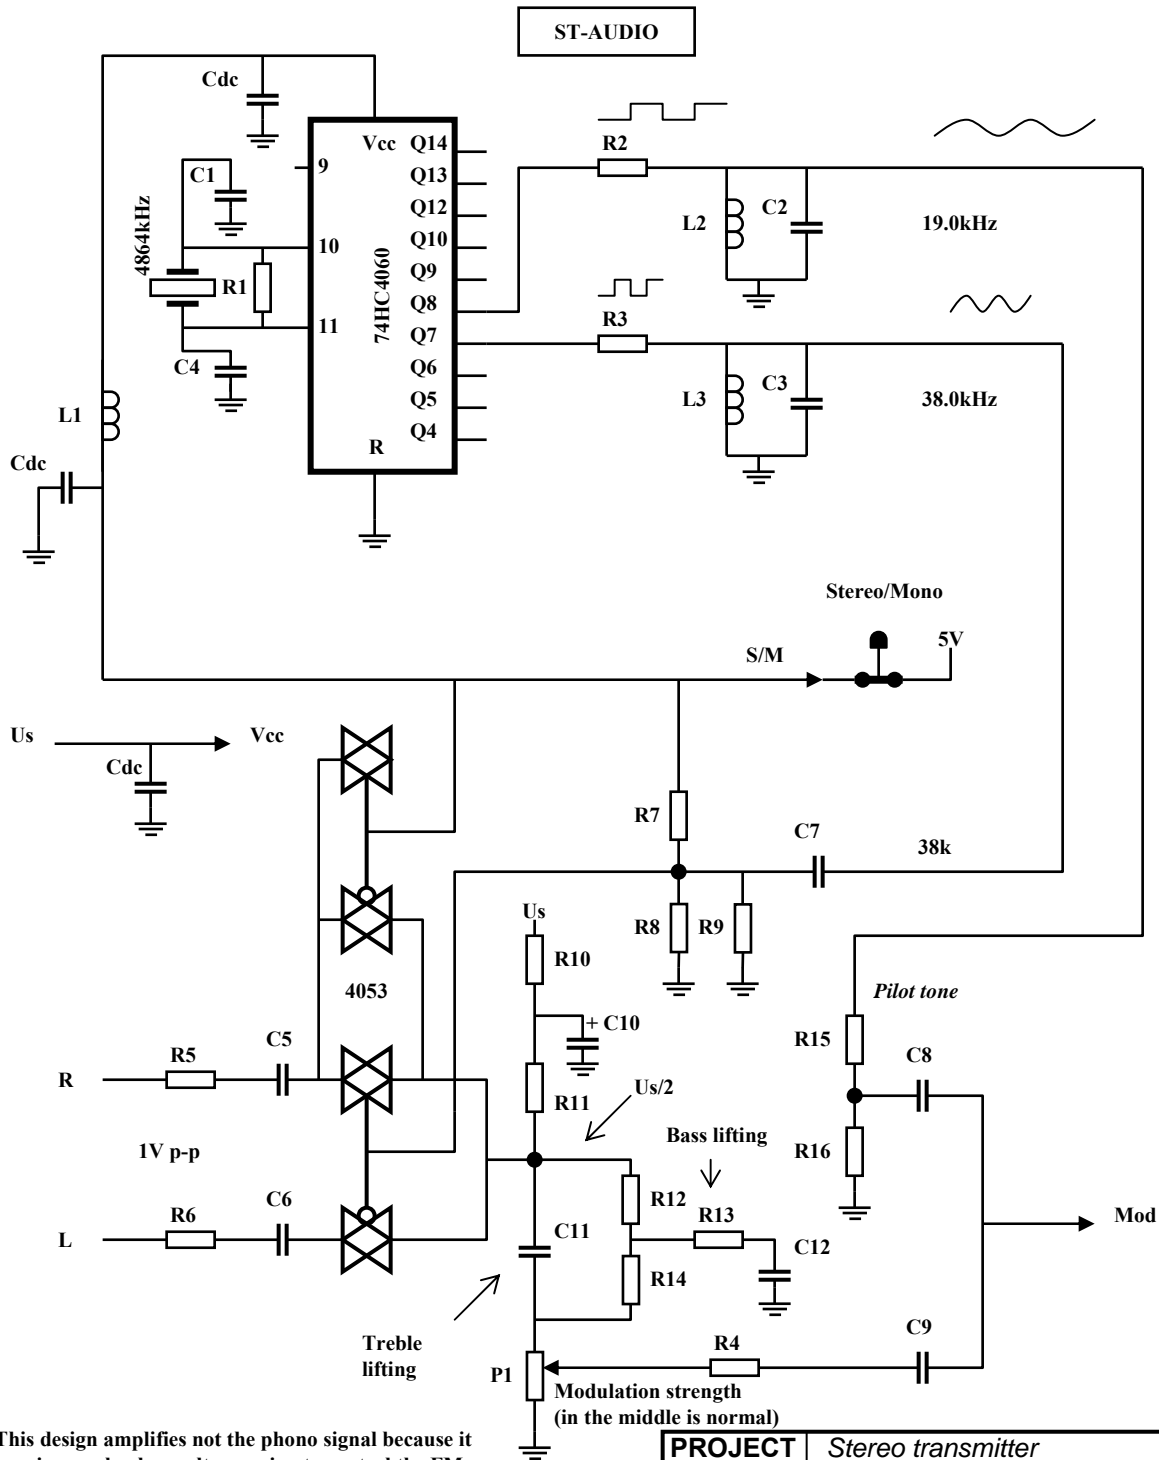 ST-AUDIO
Cdc
Vcc
Q14
9
Q13
C1
Q12
10
Q10
4864kHz
R1
74HC4060
Q9
Q8
11
Q7
C4
Q6
Q5
Q4
R
R2
L2
C2
19.0kHz
R3
L3
C3
38.0kHz
L1
Cdc
Stereo/Mono
S/M
5V
Us
Vcc
Cdc
R7
C7
38k
Us
R8
R9
R10
4053
+ C10
Pilot tone
R15
C8
R
R5
C5
R11
Us/2
1V p-p
Bass lifting
R16
L
R6
C6
R12
R13
C11
C12
Mod
R14
Treble
lifting
P1
R4
C9
Modulation strength
(in the middle is normal)
This design amplifies not the phono signal because it
PROJECT
Stereo transmitter